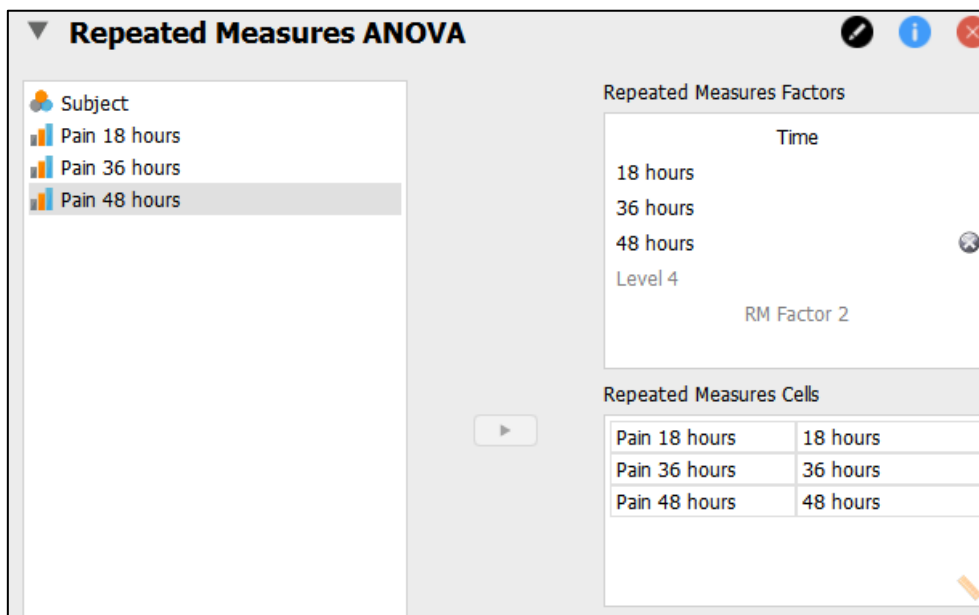 Repeated Measures ANOVA
Subject
Pain 18 hours
Pain 36 hours
Pain 48 hours
Repeated Measures Factors
Time
18 hours
36 hours
48 hours
Level 4
RM Factor 2
Repeated Measures Cells
Pain 18 hours 18 hours
Pain 36 hours 36 hours
Pain 48 hours 48 hours